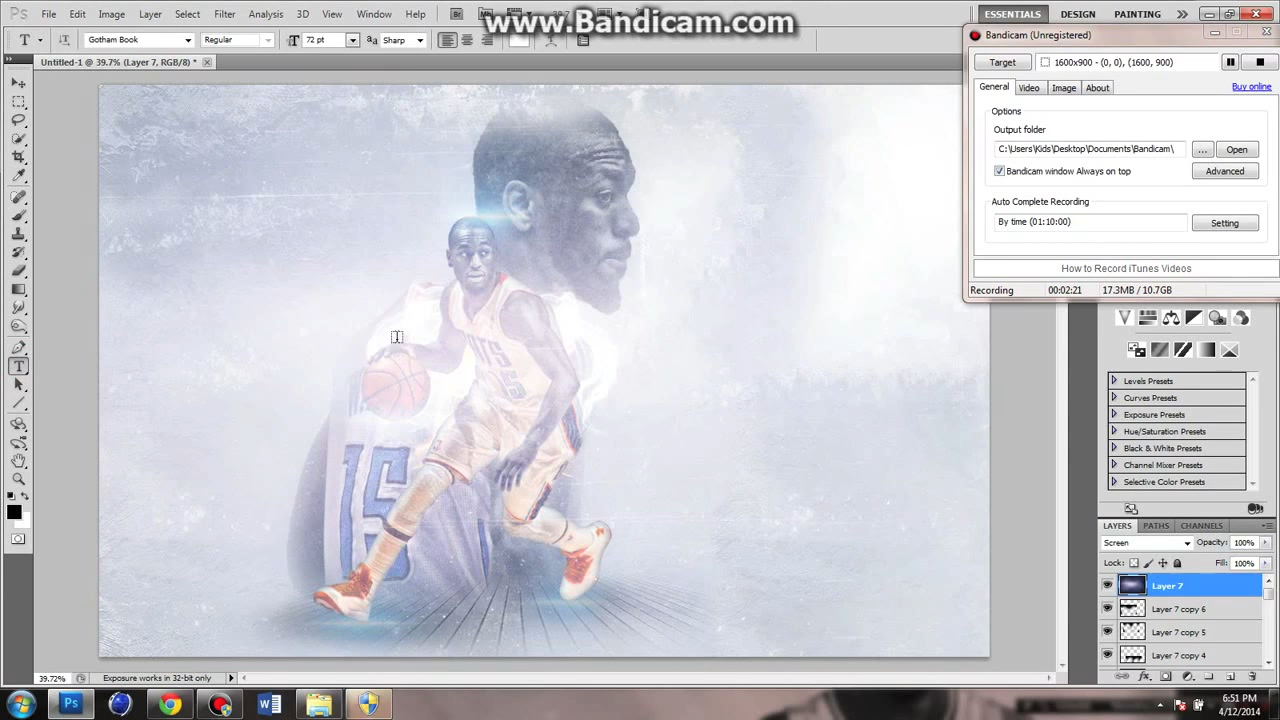 www.Bandicam.com
Ps File Edit Image Layer Select Filter Analysis 3D View Window Help Br Mb
ESSENTIALS DESIGN PAINTING
T Gotham Book Regular 72 pt Sharp
Bandicam (Unregistered)
Untitled-1 @ 39.7% (Layer 7, RGB/8) *
Target 1600x900 - (0, 0), (1600, 900)
General Video Image About Buy online
Options
Output folder
C:\Users\Kids\Desktop\Documents\Bandicam\ ... Open
Bandicam window Always on top Advanced
Auto Complete Recording
By time (01:10:00) Setting
How to Record iTunes Videos
Recording 00:02:21 17.3MB / 10.7GB
Levels Presets
Curves Presets
Exposure Presets
Hue/Saturation Presets
Black & White Presets
Channel Mixer Presets
Selective Color Presets
15
LAYERS PATHS CHANNELS
Screen Opacity: 100%
Lock: Fill: 100%
Layer 7
Layer 7 copy 6
Layer 7 copy 5
Layer 7 copy 4
39.72% Exposure works in 32-bit only
Ps
6:51 PM
4/12/2014